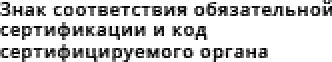 Знак соответствия обязательной
сертификации и код
сертифицируемого органа